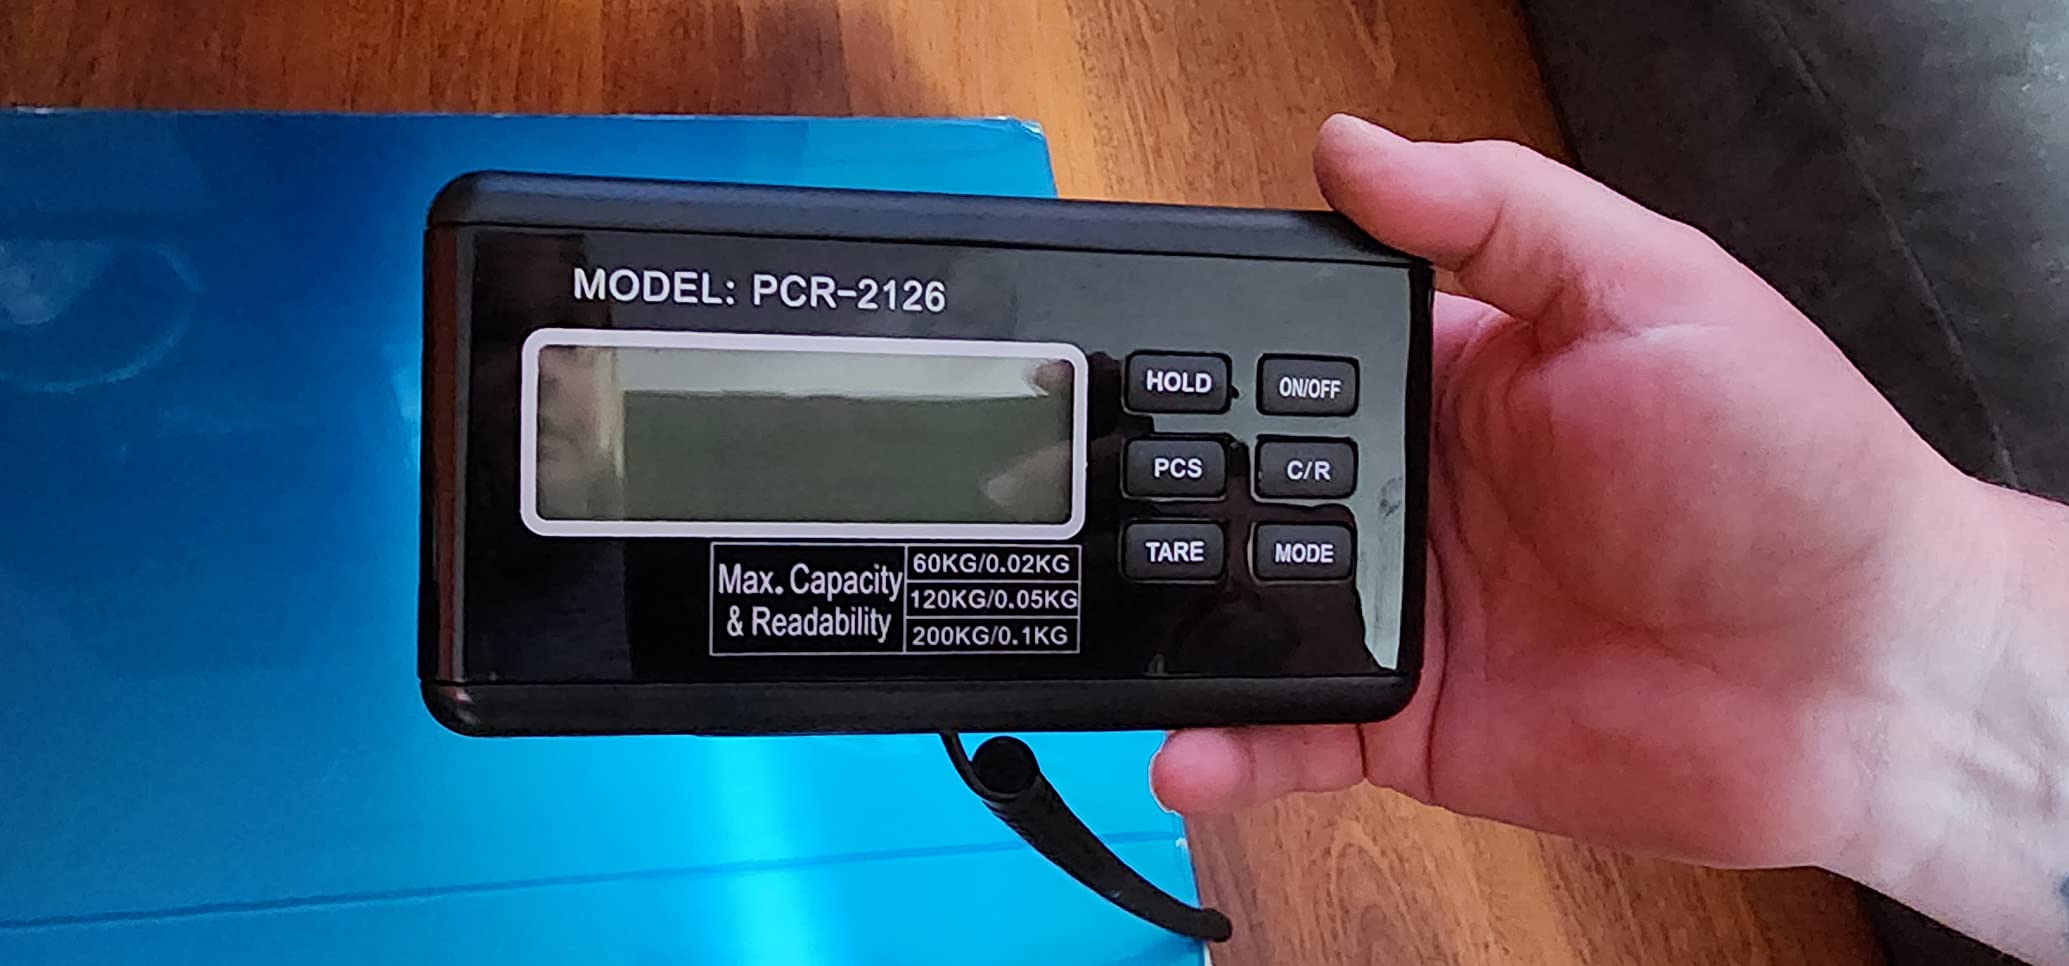 MODEL: PCR-2126
HOLD
ON/OFF
PCS
C/R
TARE
MODE
Max. Capacity
& Readability
60KG/0.02KG
120KG/0.05KG
200KG/0.1KG